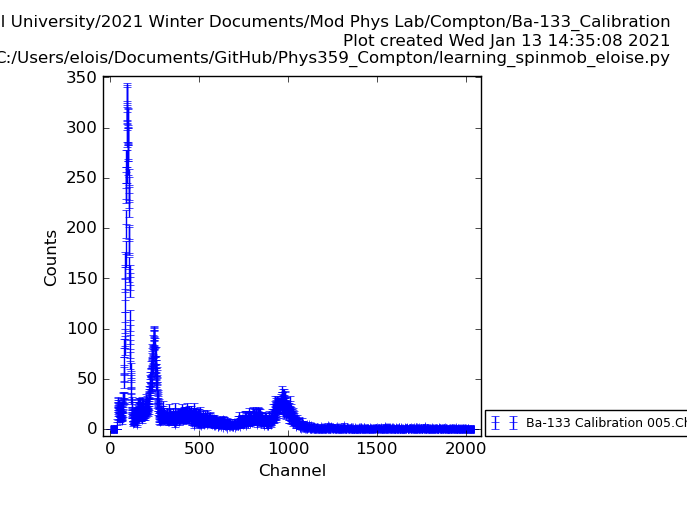 l University/2021 Winter Documents/Mod Phys Lab/Compton/Ba-133_Calibration
Plot created Wed Jan 13 14:35:08 2021
C:/Users/elois/Documents/GitHub/Phys359_Compton/learning_spinmob_eloise.py
350
300
250
200
150
100
50
0
Counts
0 500 1000 1500 2000
Channel
Ba-133 Calibration 005.Ch